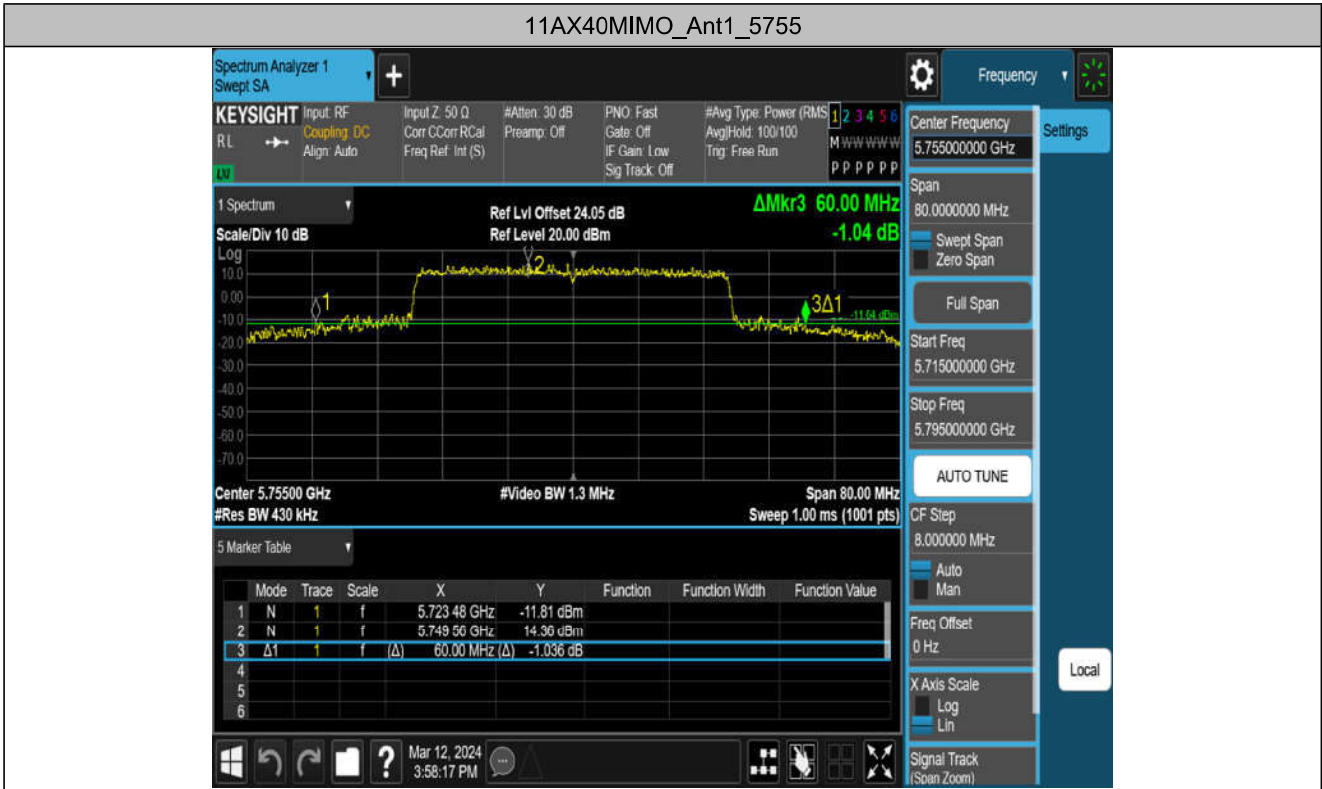 11AX40MIMO_Ant1_5755
Spectrum Analyzer 1
Swept SA
+
Frequency
KEYSIGHT
RL
LXI
Input: RF
Coupling: DC
Align: Auto
Input Z: 50 Ω
Corr CCorr RCal
Freq Ref: Int (S)
#Atten: 30 dB
Preamp: Off
PNO: Fast
Gate: Off
IF Gain: Low
Sig Track: Off
#Avg Type: Power (RMS
Avg|Hold: 100/100
Trig: Free Run
1 2 3 4 5 6
M W W W W W
P P P P P P
1 Spectrum
Scale/Div 10 dB
Ref Lvl Offset 24.05 dB
Ref Level 20.00 dBm
ΔMkr3 60.00 MHz
-1.04 dB
Log
10.0
0.00
-10.0
-20.0
-30.0
-40.0
-50.0
-60.0
-70.0
1
2
3Δ1
-11.64 dBm
Center 5.75500 GHz
#Res BW 430 kHz
#Video BW 1.3 MHz
Span 80.00 MHz
Sweep 1.00 ms (1001 pts)
5 Marker Table
Mode Trace Scale X Y Function Function Width Function Value
1 N 1 f 5.723 48 GHz -11.81 dBm
2 N 1 f 5.749 56 GHz 14.36 dBm
3 Δ1 1 f (Δ) 60.00 MHz (Δ) -1.036 dB
4
5
6
Mar 12, 2024
3:58:17 PM
?
Center Frequency
5.755000000 GHz
Settings
Span
80.0000000 MHz
Swept Span
Zero Span
Full Span
Start Freq
5.715000000 GHz
Stop Freq
5.795000000 GHz
AUTO TUNE
CF Step
8.000000 MHz
Auto
Man
Freq Offset
0 Hz
Local
X Axis Scale
Log
Lin
Signal Track
(Span Zoom)